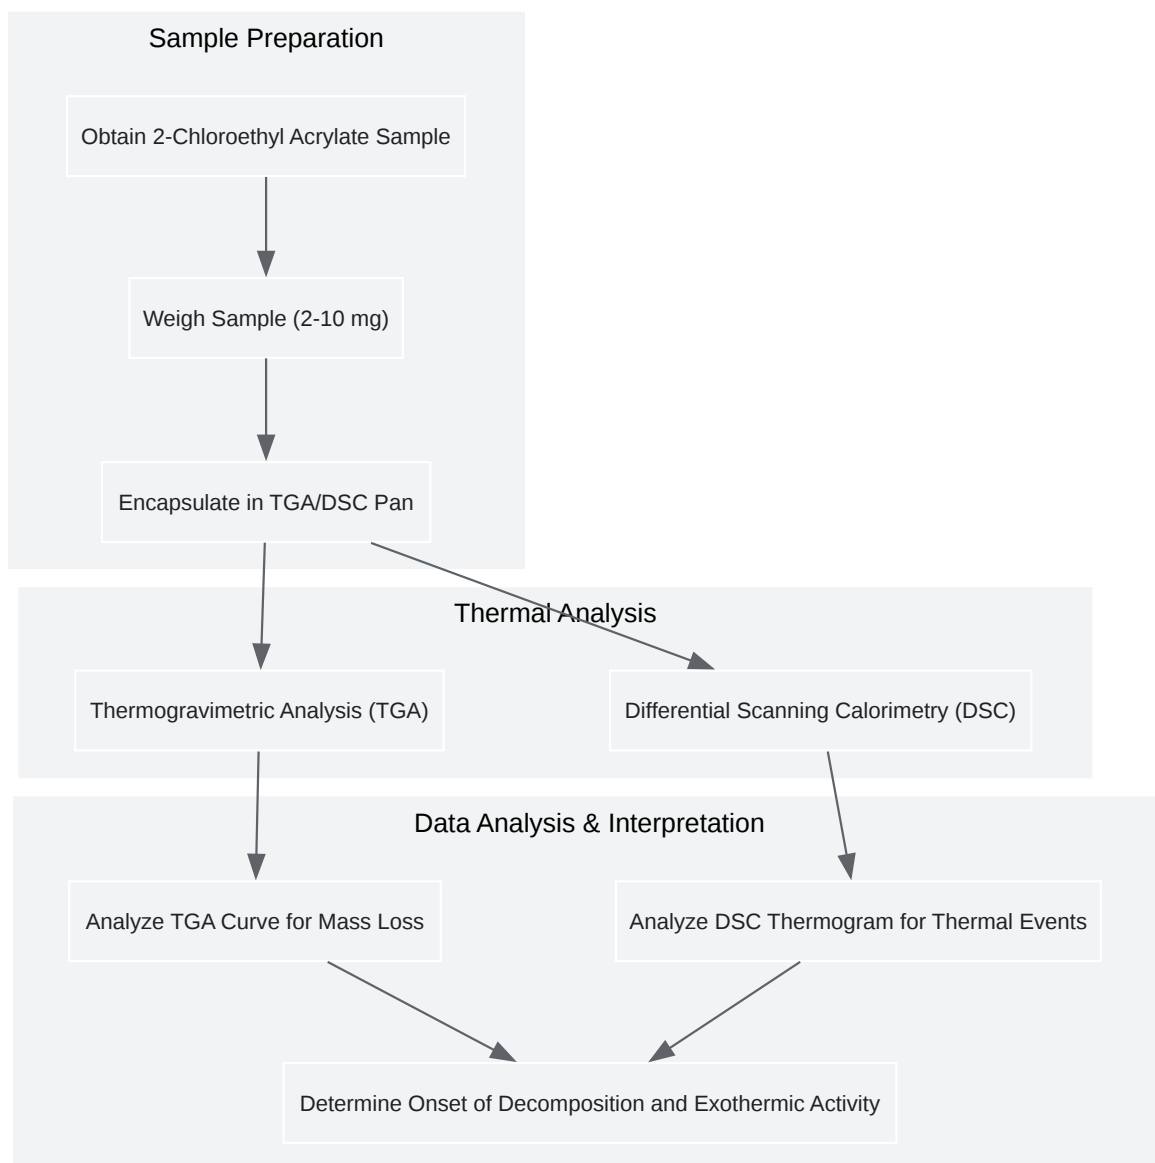 Sample Preparation
Obtain 2-Chloroethyl Acrylate Sample
Weigh Sample (2-10 mg)
Encapsulate in TGA/DSC Pan
Thermal Analysis
Thermogravimetric Analysis (TGA)
Differential Scanning Calorimetry (DSC)
Data Analysis & Interpretation
Analyze TGA Curve for Mass Loss
Analyze DSC Thermogram for Thermal Events
Determine Onset of Decomposition and Exothermic Activity